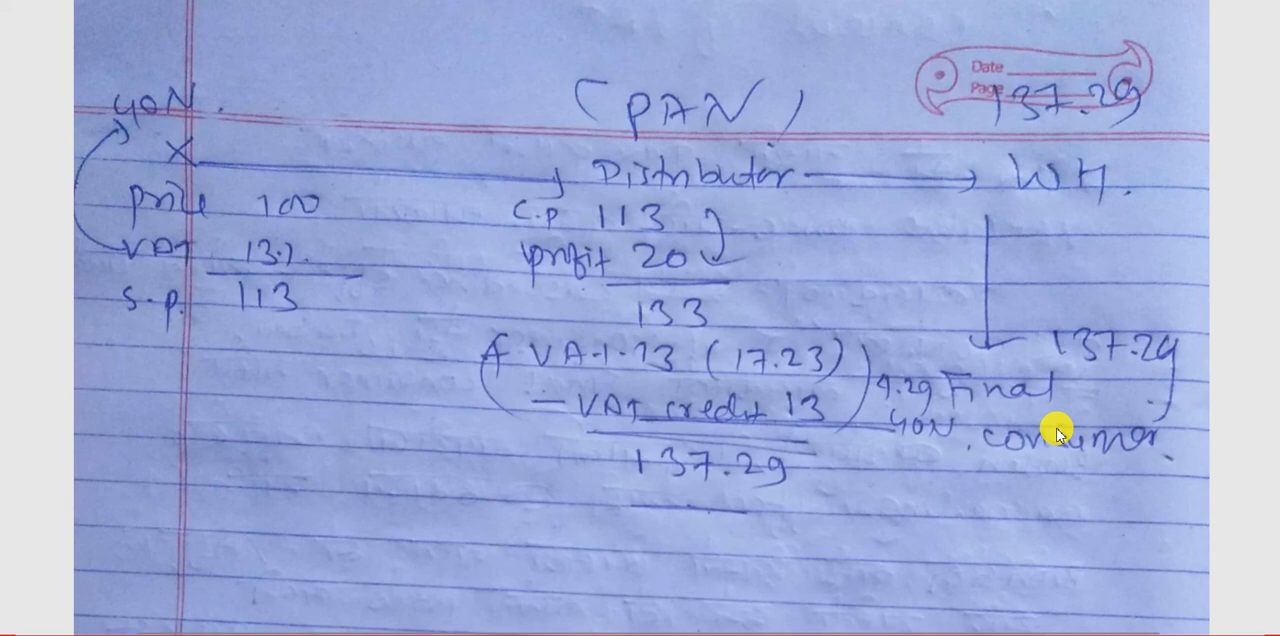 Date
GON. (PAN) Page 137.29
X → Distributor → WH.
price 100 C.P 113
VAT 13% profit 20
S.P. 113 133
+ VAT 13 (17.23) 137.29
- VAT credit 13 4.29 Final
GON. consumer.
137.29